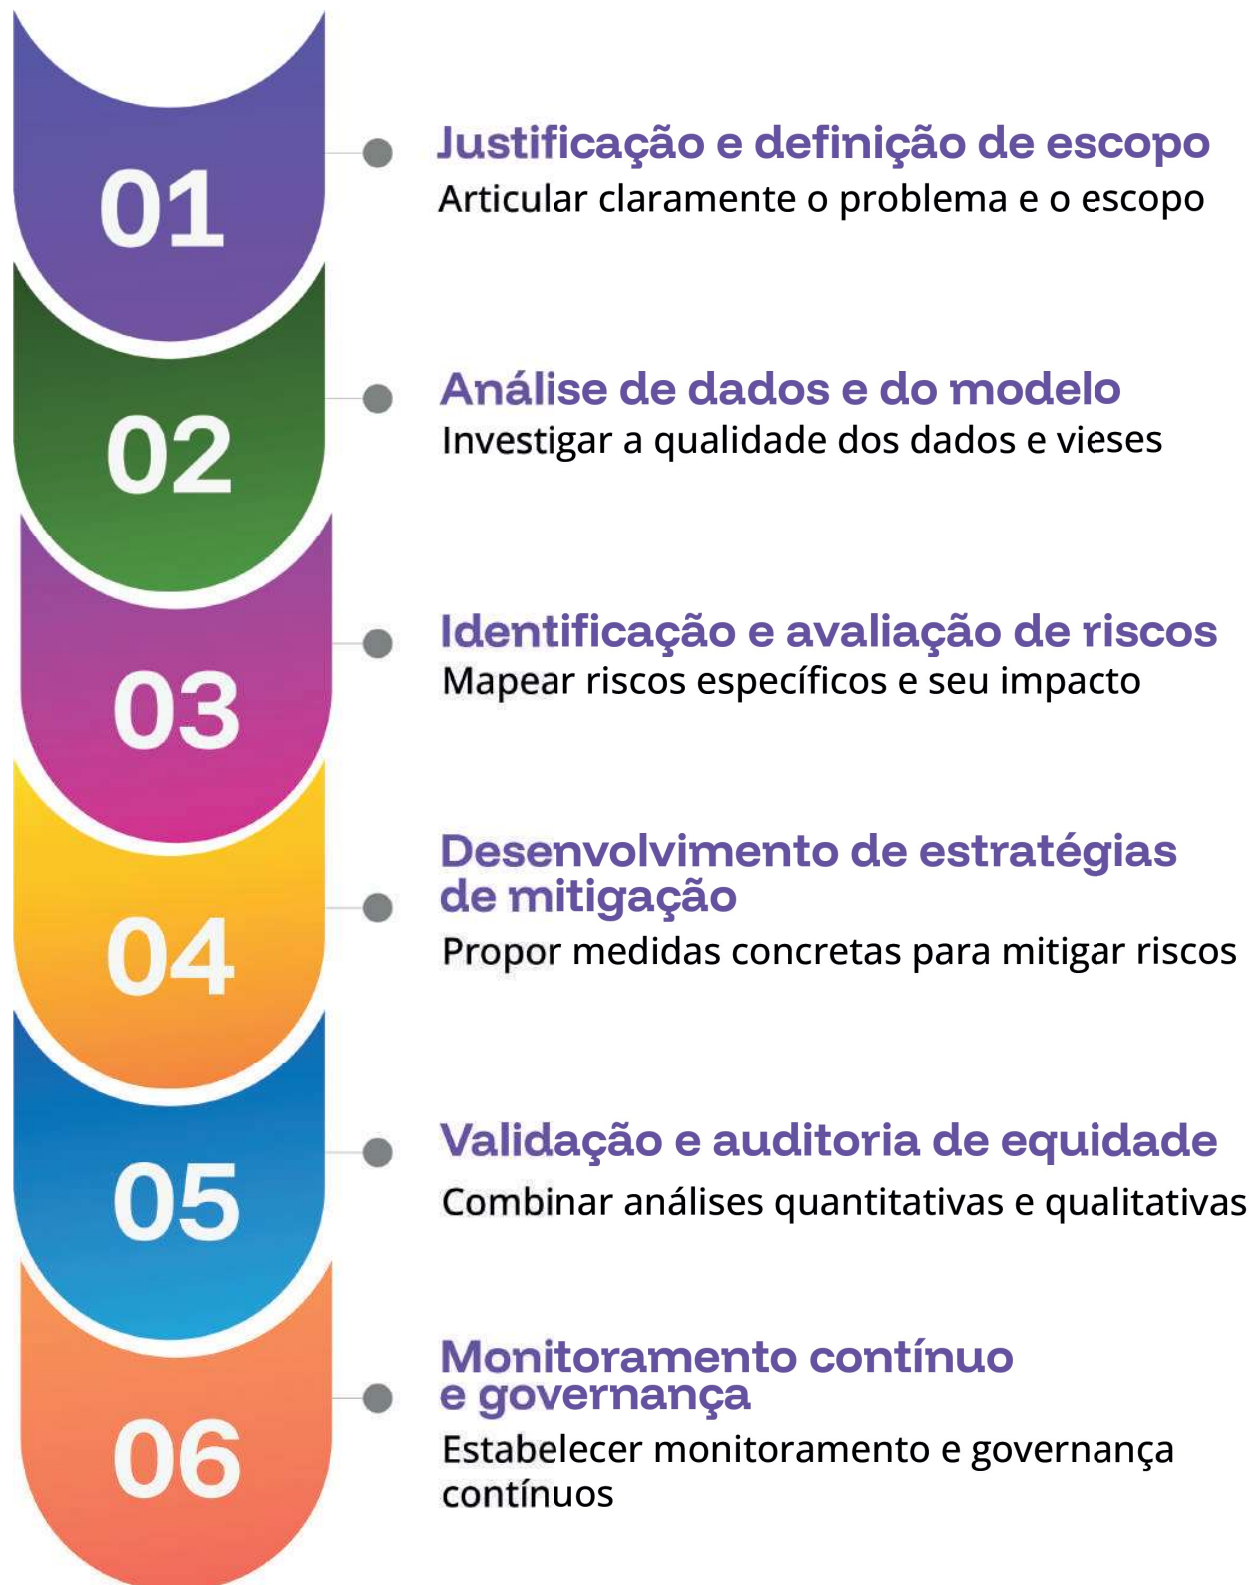 01
Justificação e definição de escopo
Articular claramente o problema e o escopo
02
Análise de dados e do modelo
Investigar a qualidade dos dados e vieses
03
Identificação e avaliação de riscos
Mapear riscos específicos e seu impacto
04
Desenvolvimento de estratégias
de mitigação
Propor medidas concretas para mitigar riscos
05
Validação e auditoria de equidade
Combinar análises quantitativas e qualitativas
06
Monitoramento contínuo
e governança
Estabelecer monitoramento e governança
contínuos